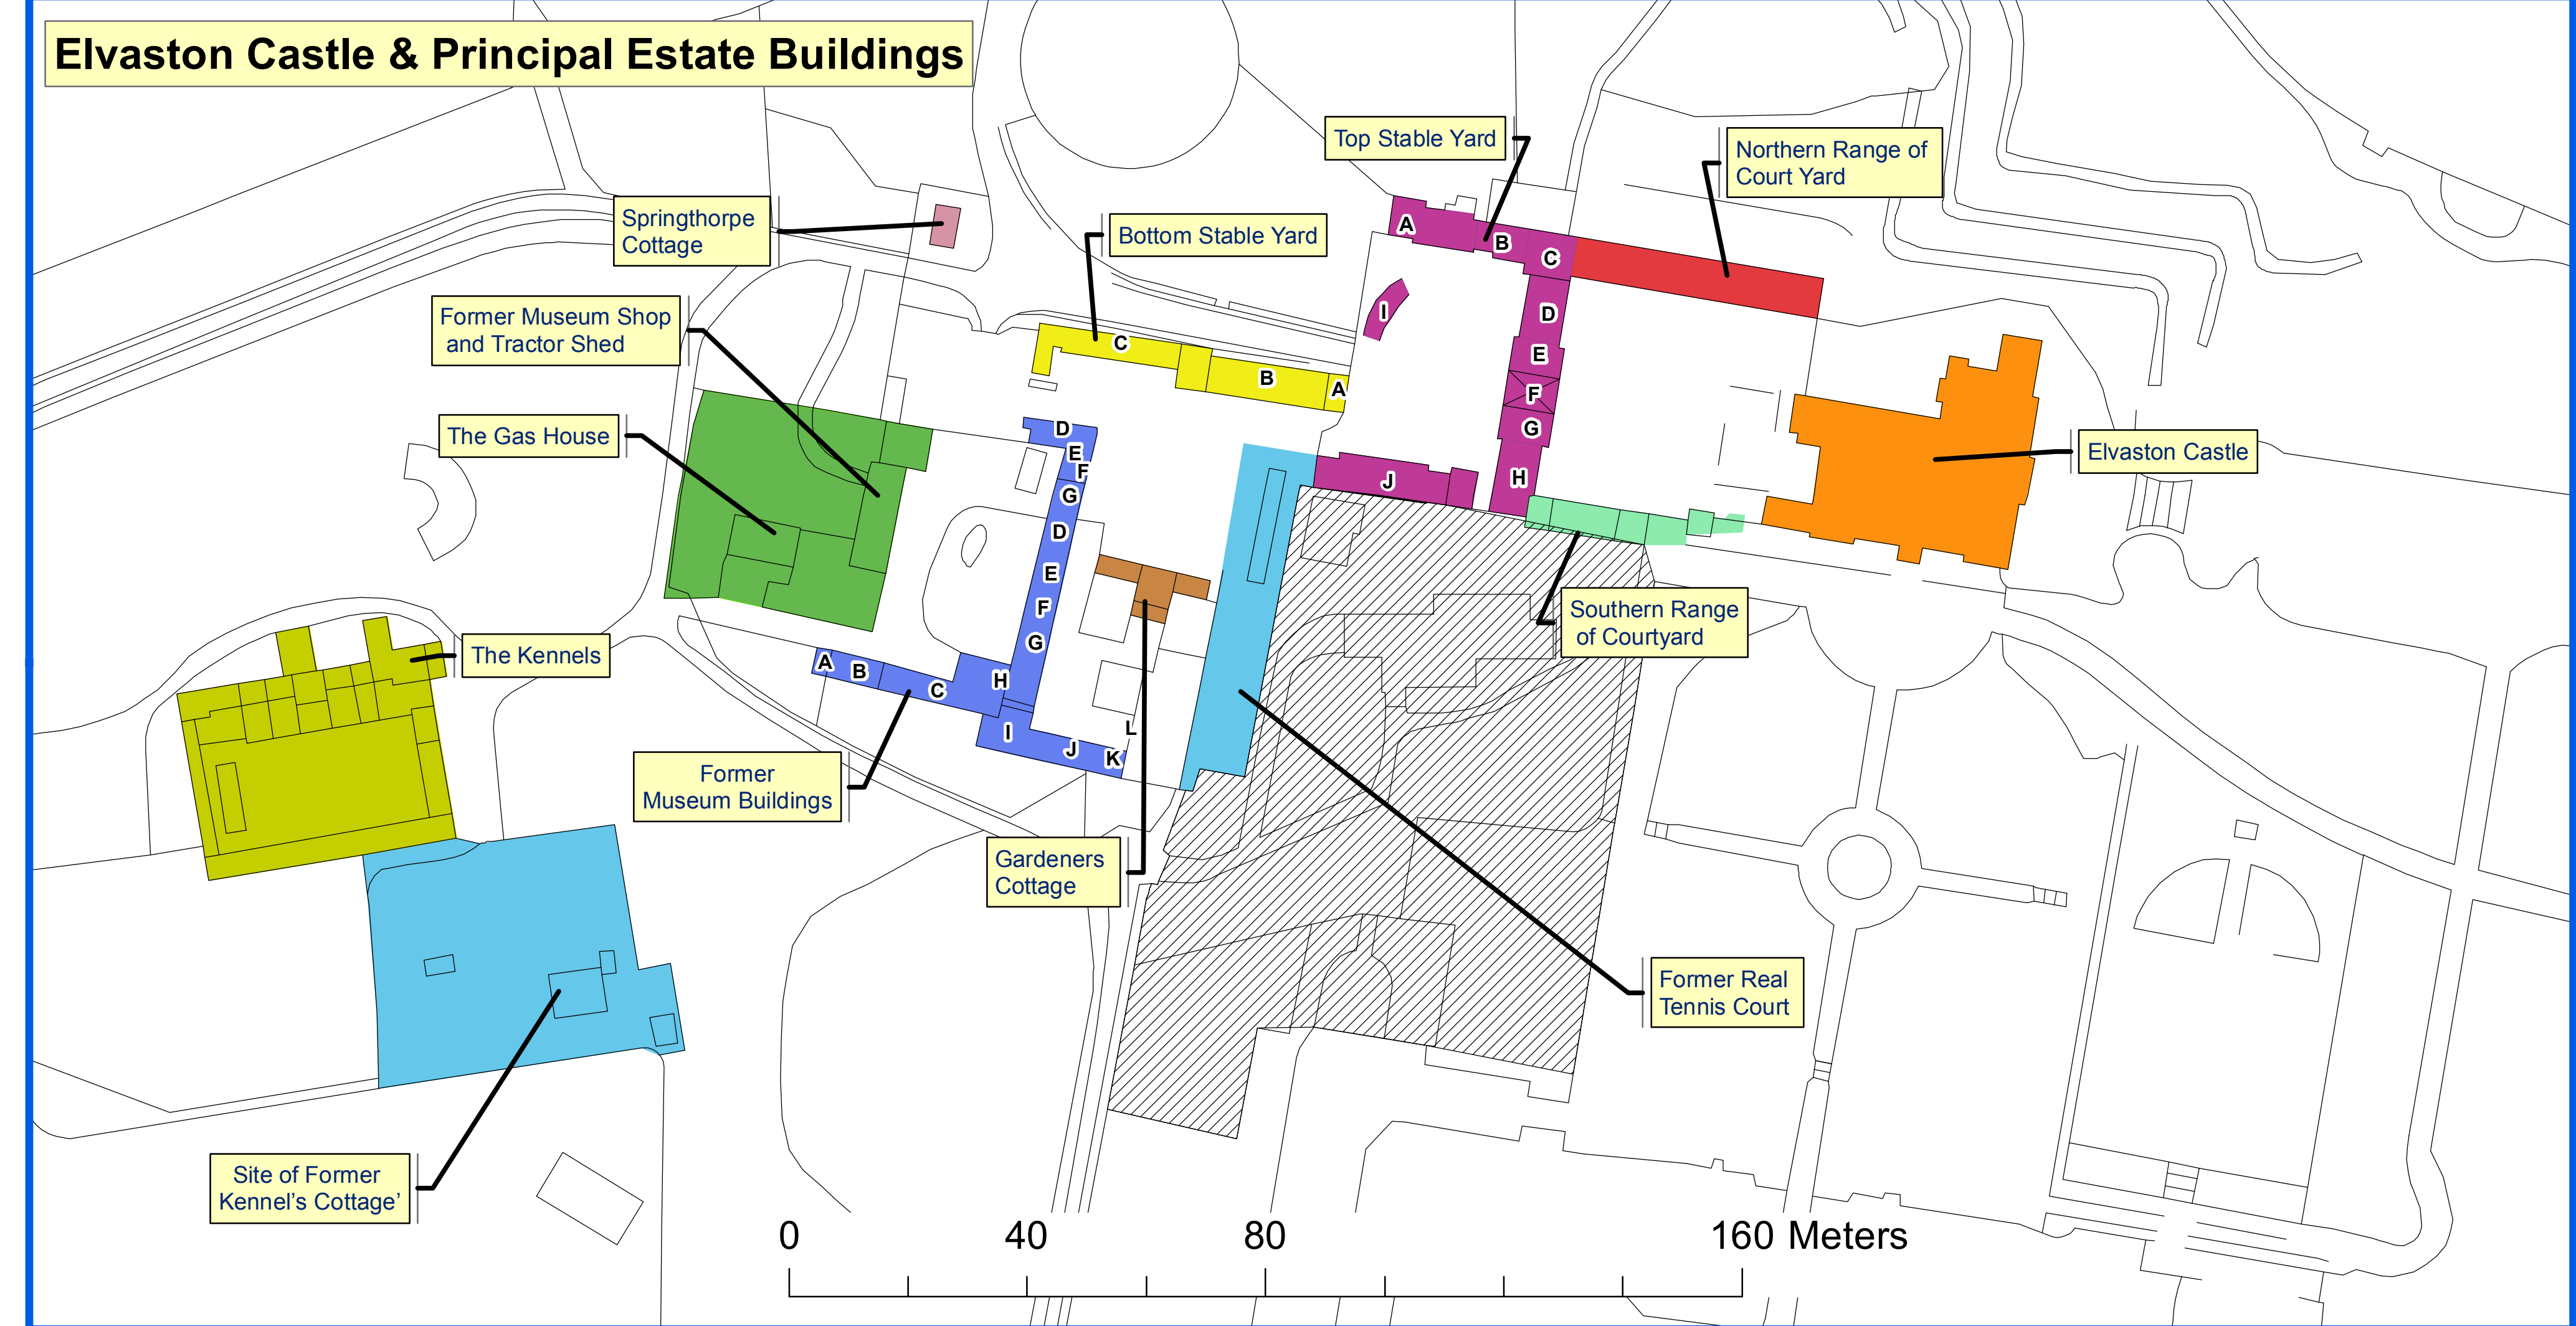 Elvaston Castle & Principal Estate Buildings
Top Stable Yard
Northern Range of
Court Yard
Springthorpe
Cottage
Bottom Stable Yard
A
B
C
D
E
F
G
H
I
J
Former Museum Shop
and Tractor Shed
C
B
A
The Gas House
Elvaston Castle
D
E
F
G
D
E
F
G
A
B
C
H
I
J
K
L
Southern Range
of Courtyard
The Kennels
Former
Museum Buildings
Gardeners
Cottage
Former Real
Tennis Court
Site of Former
Kennel’s Cottage’
0 40 80 160 Meters